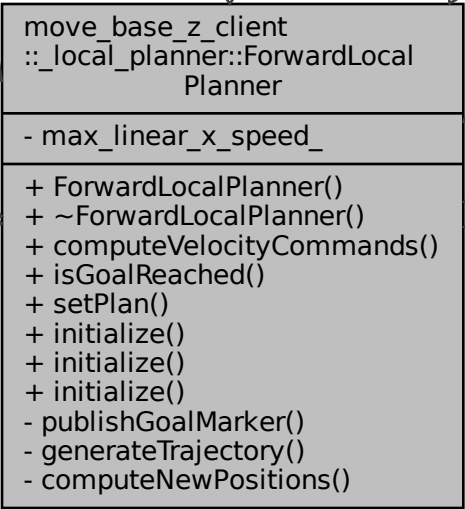 move_base_z_client
::_local_planner::ForwardLocal
Planner
- max_linear_x_speed_
+ ForwardLocalPlanner()
+ ~ForwardLocalPlanner()
+ computeVelocityCommands()
+ isGoalReached()
+ setPlan()
+ initialize()
+ initialize()
+ initialize()
- publishGoalMarker()
- generateTrajectory()
- computeNewPositions()